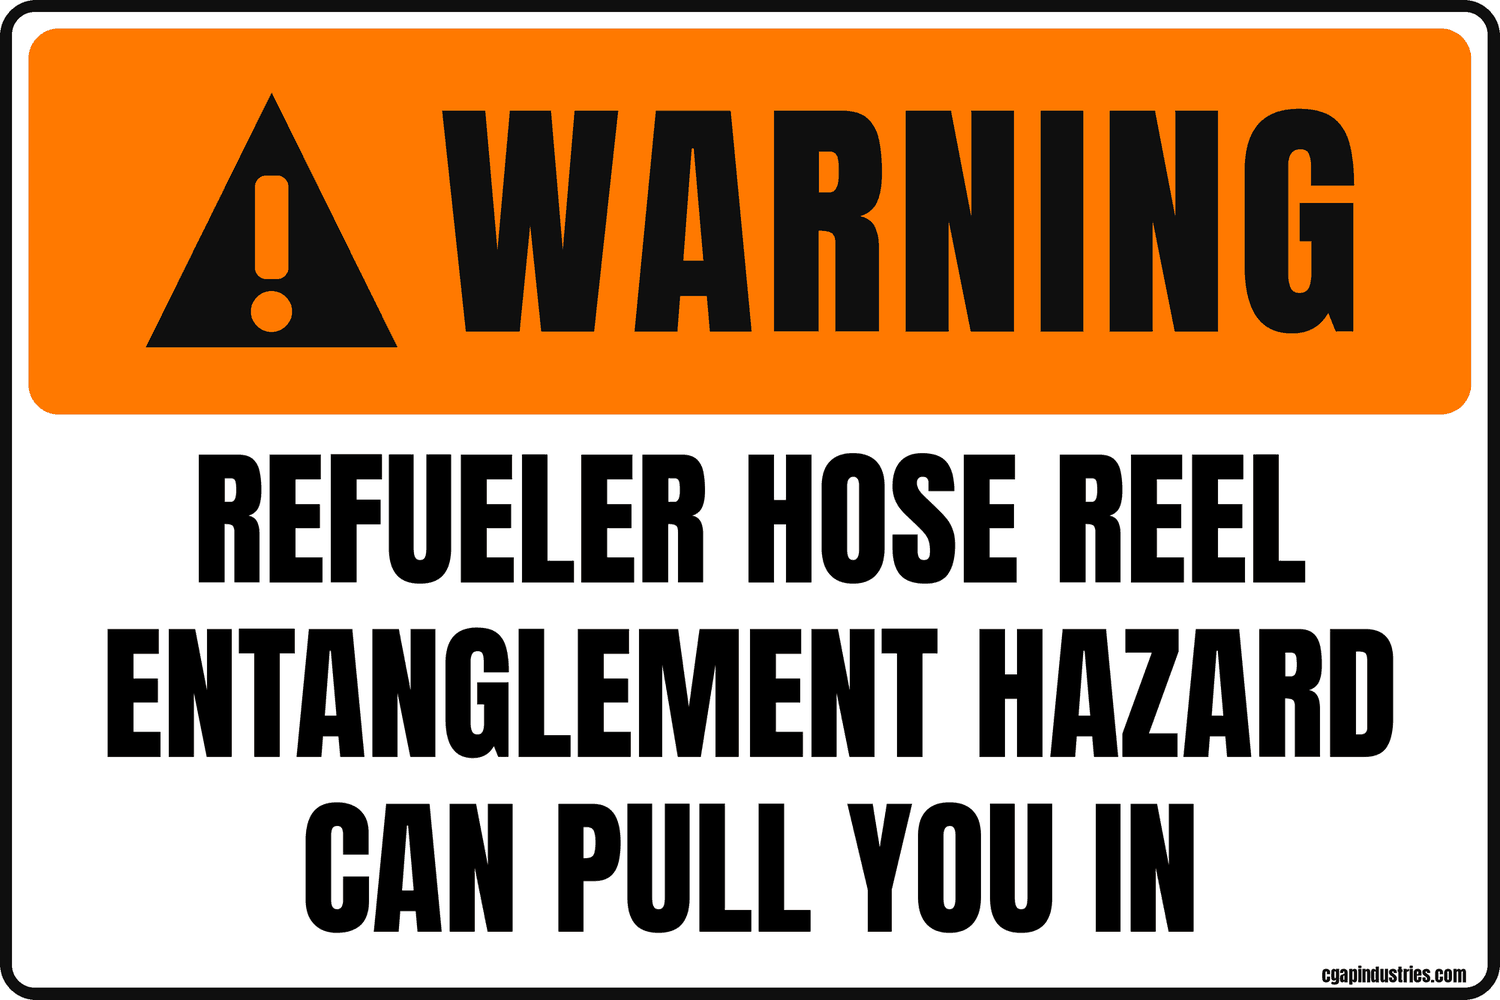 WARNING
REFUELER HOSE REEL
ENTANGLEMENT HAZARD
CAN PULL YOU IN
cgapindustries.com